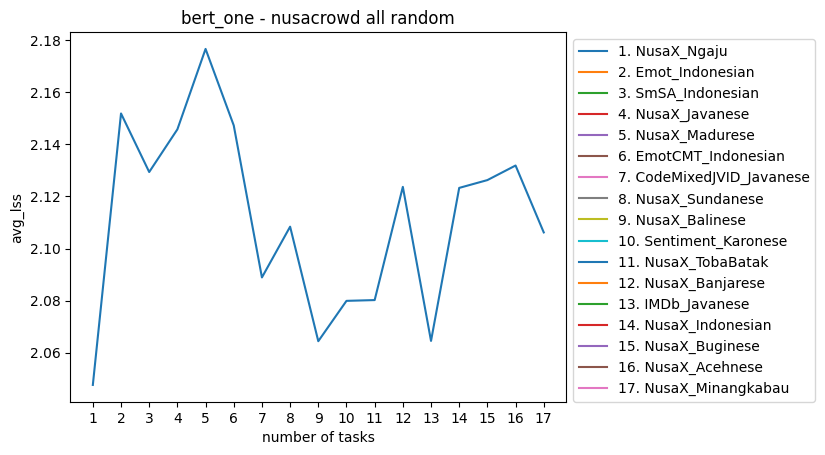 bert_one - nusacrowd all random
avg_lss
2.18
2.16
2.14
2.12
2.10
2.08
2.06
1 2 3 4 5 6 7 8 9 10 11 12 13 14 15 16 17
number of tasks
1. NusaX_Ngaju
2. Emot_Indonesian
3. SmSA_Indonesian
4. NusaX_Javanese
5. NusaX_Madurese
6. EmotCMT_Indonesian
7. CodeMixedJVID_Javanese
8. NusaX_Sundanese
9. NusaX_Balinese
10. Sentiment_Karonese
11. NusaX_TobaBatak
12. NusaX_Banjarese
13. IMDb_Javanese
14. NusaX_Indonesian
15. NusaX_Buginese
16. NusaX_Acehnese
17. NusaX_Minangkabau